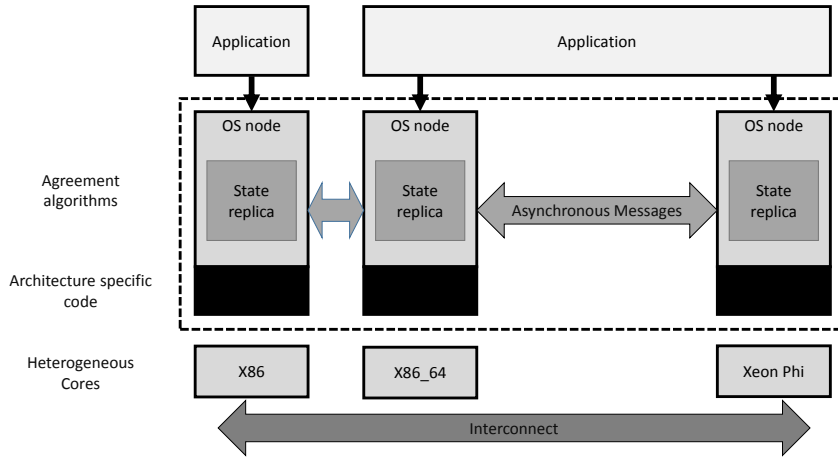 Application
Application
OS node
OS node
OS node
Agreement
algorithms
State
replica
State
replica
Asynchronous Messages
State
replica
Architecture specific
code
Heterogeneous
Cores
X86
X86_64
Xeon Phi
Interconnect